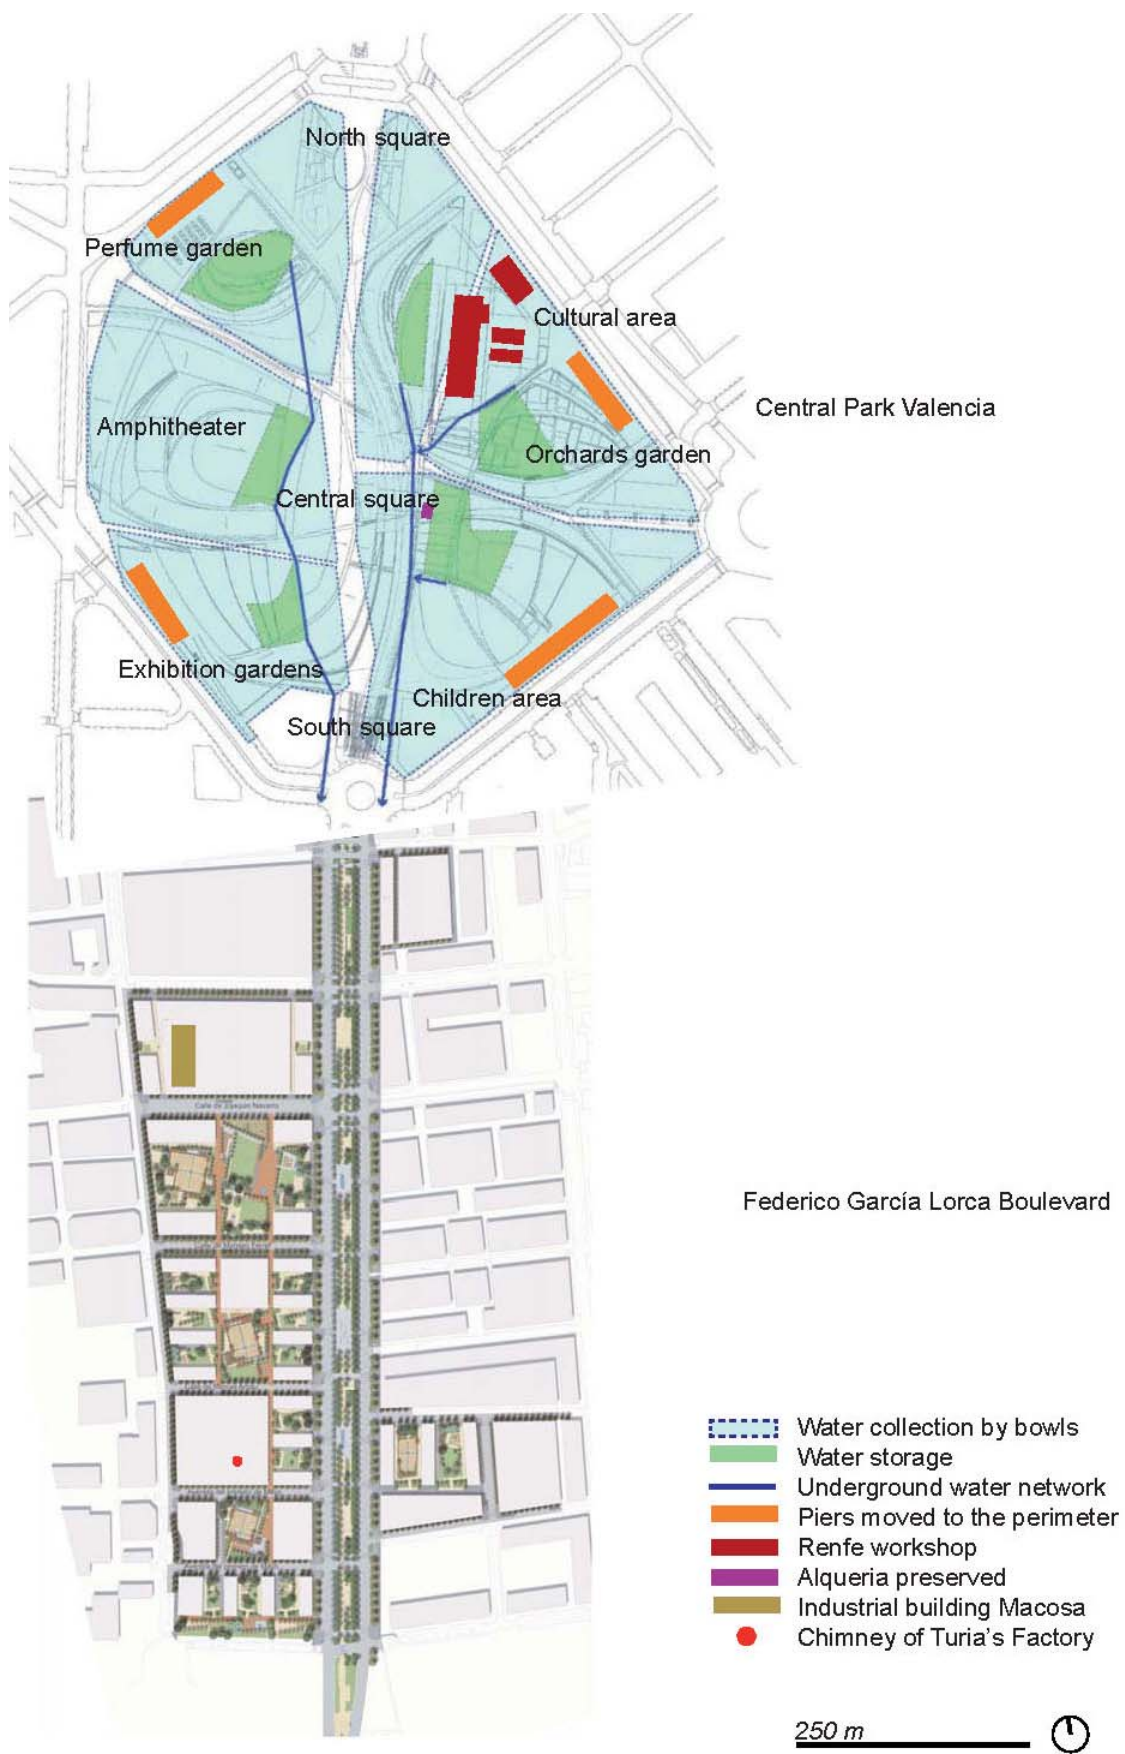 North square
Perfume garden
Cultural area
Central Park Valencia
Amphitheater
Orchards garden
Central square
Exhibition gardens
Children area
South square
Federico García Lorca Boulevard
Water collection by bowls
Water storage
Underground water network
Piers moved to the perimeter
Renfe workshop
Alqueria preserved
Industrial building Macosa
Chimney of Turia's Factory
250 m